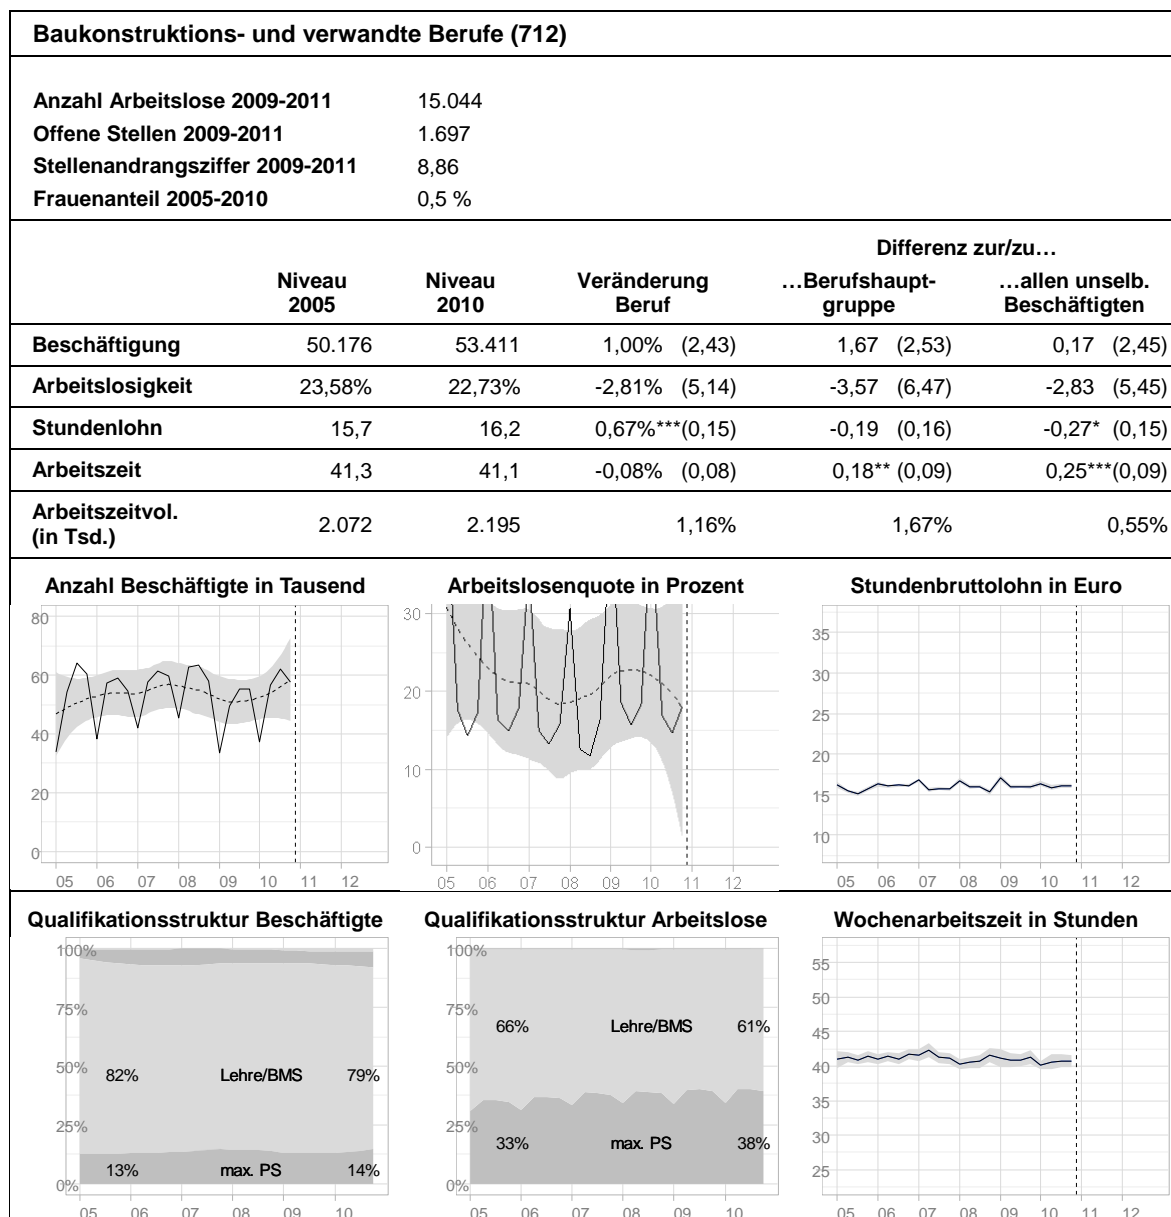 Baukonstruktions- und verwandte Berufe (712)
Anzahl Arbeitslose 2009-2011 15.044
Offene Stellen 2009-2011 1.697
Stellenandrangsziffer 2009-2011 8,86
Frauenanteil 2005-2010 0,5 %
Differenz zur/zu…
Niveau 2005 Niveau 2010 Veränderung Beruf …Berufshaupt-gruppe …allen unselb. Beschäftigten
Beschäftigung 50.176 53.411 1,00% (2,43) 1,67 (2,53) 0,17 (2,45)
Arbeitslosigkeit 23,58% 22,73% -2,81% (5,14) -3,57 (6,47) -2,83 (5,45)
Stundenlohn 15,7 16,2 0,67%***(0,15) -0,19 (0,16) -0,27* (0,15)
Arbeitszeit 41,3 41,1 -0,08% (0,08) 0,18** (0,09) 0,25***(0,09)
Arbeitszeitvol. (in Tsd.) 2.072 2.195 1,16% 1,67% 0,55%
Anzahl Beschäftigte in Tausend
80
60
40
20
0
05 06 07 08 09 10 11 12
Arbeitslosenquote in Prozent
30
20
10
0
05 06 07 08 09 10 11 12
Stundenbruttolohn in Euro
35
30
25
20
15
10
05 06 07 08 09 10 11 12
Qualifikationsstruktur Beschäftigte
100%
75%
50%
82% Lehre/BMS 79%
25%
13% max. PS 14%
0%
05 06 07 08 09 10
Qualifikationsstruktur Arbeitslose
100%
75%
66% Lehre/BMS 61%
50%
25%
33% max. PS 38%
0%
05 06 07 08 09 10
Wochenarbeitszeit in Stunden
55
50
45
40
35
30
25
05 06 07 08 09 10 11 12